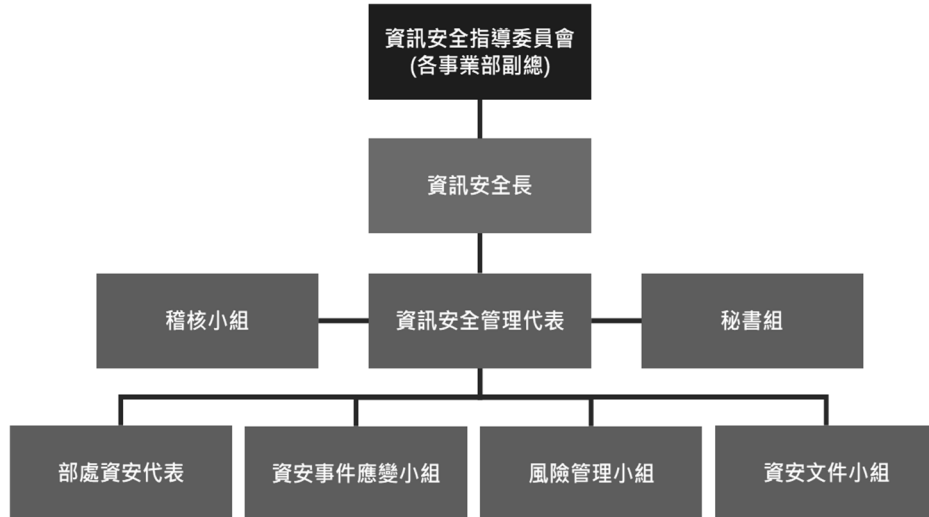 資訊安全指導委員會
(各事業部副總)
資訊安全長
稽核小組
資訊安全管理代表
秘書組
部處資安代表
資安事件應變小組
風險管理小組
資安文件小組